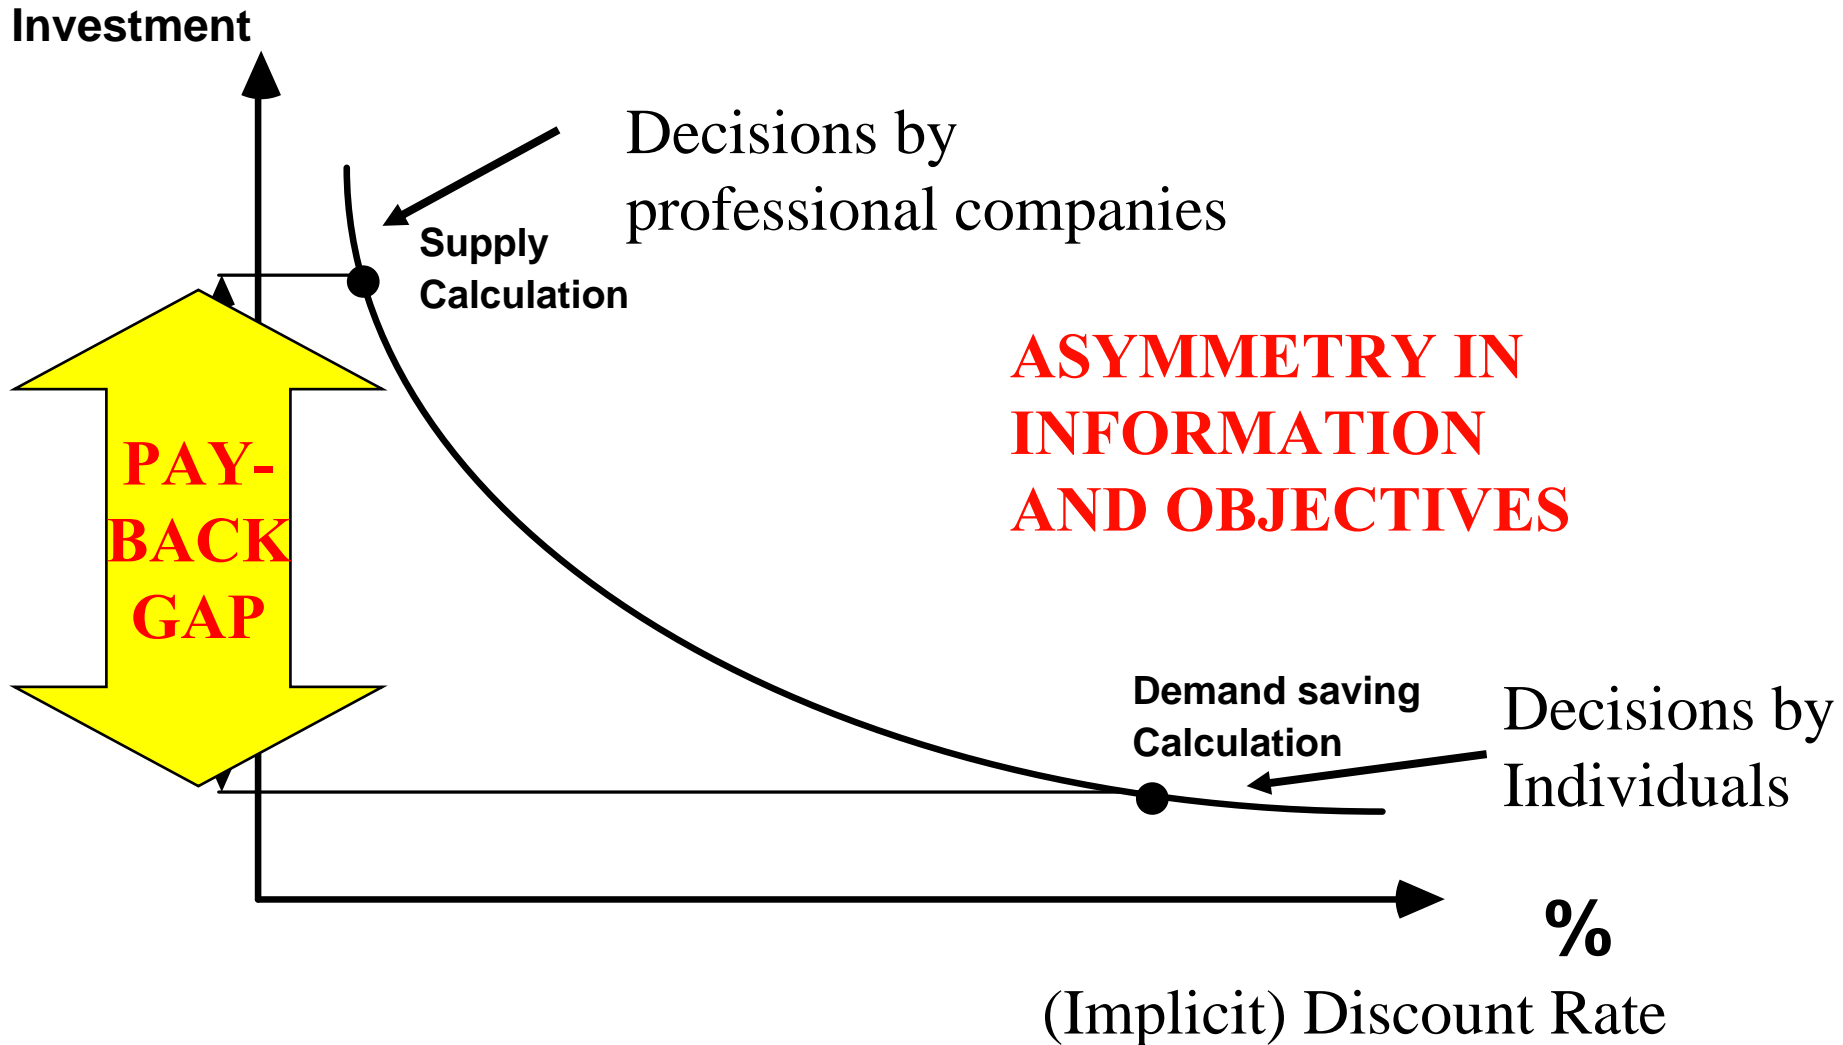 Investment
Decisions by
professional companies
Supply
Calculation
ASYMMETRY IN
INFORMATION
AND OBJECTIVES
PAY-
BACK
GAP
Demand saving
Calculation
Decisions by
Individuals
%
(Implicit) Discount Rate